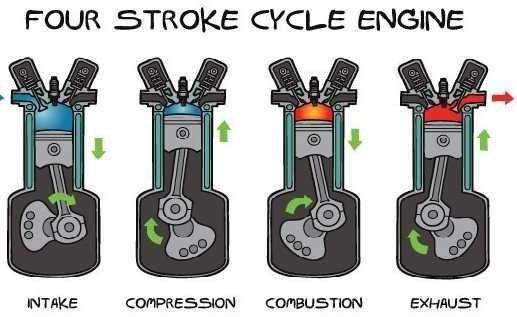 FOUR STROKE CYCLE ENGINE
INTAKE
COMPRESSION
COMBUSTION
EXHAUST